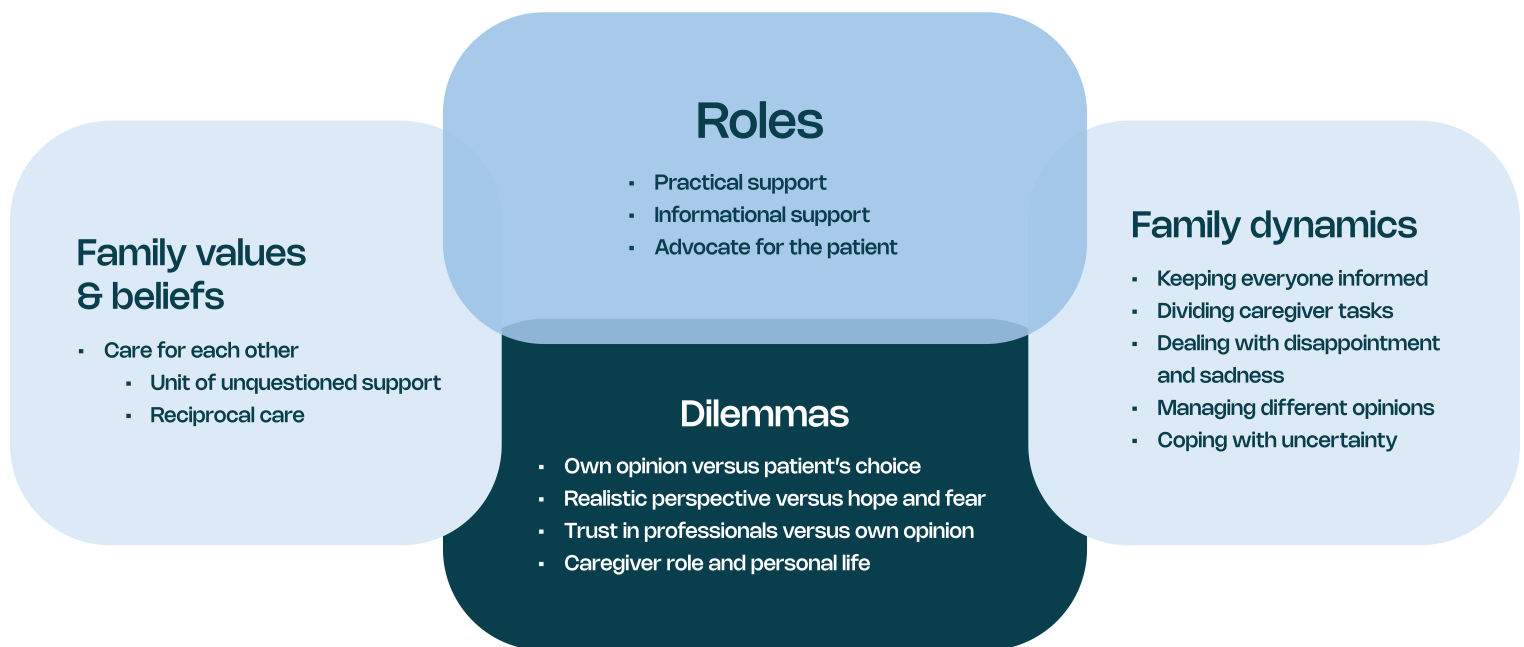 Roles
▪ Practical support
▪ Informational support
▪ Advocate for the patient
Family values
& beliefs
▪ Care for each other
▪ Unit of unquestioned support
▪ Reciprocal care
Family dynamics
▪ Keeping everyone informed
▪ Dividing caregiver tasks
▪ Dealing with disappointment
and sadness
▪ Managing different opinions
▪ Coping with uncertainty
Dilemmas
▪ Own opinion versus patient’s choice
▪ Realistic perspective versus hope and fear
▪ Trust in professionals versus own opinion
▪ Caregiver role and personal life